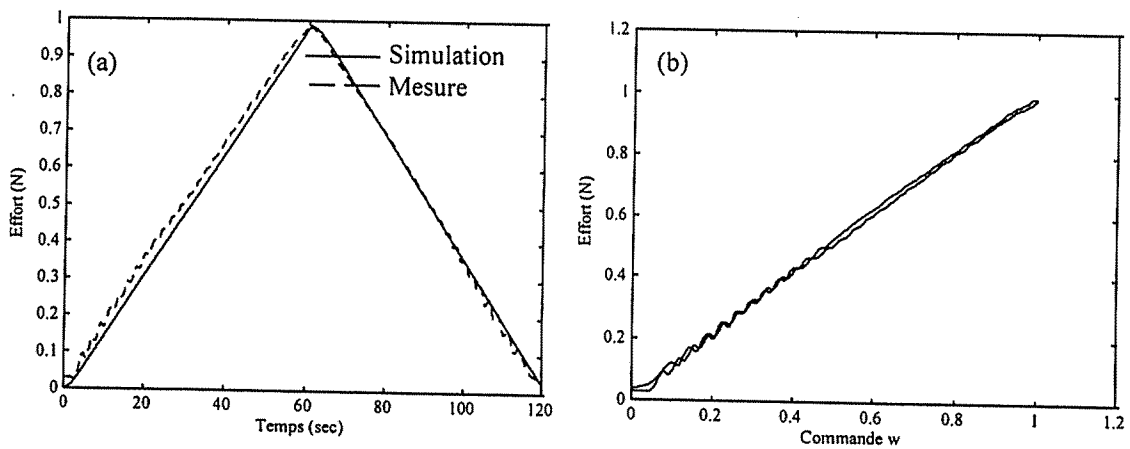 (a)
Simulation
Mesure
1
0.9
0.8
0.7
0.6
0.5
0.4
0.3
0.2
0.1
0
Effort (N)
0 20 40 60 80 100 120
Temps (sec)
(b)
1.2
1
0.8
0.6
0.4
0.2
0
Effort (N)
0 0.2 0.4 0.6 0.8 1 1.2
Commande w